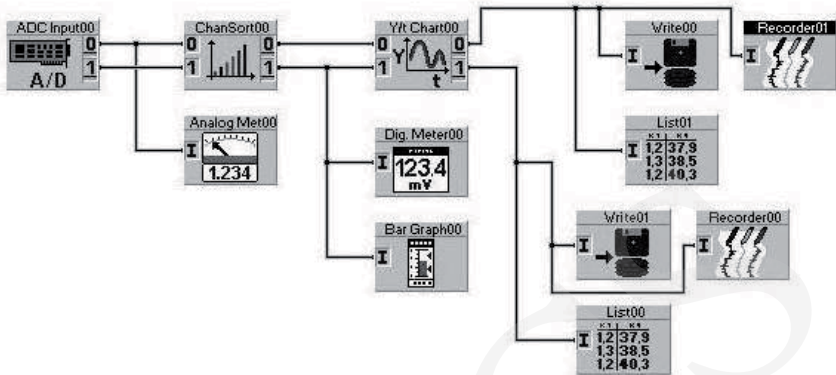 ADC Input00
0
1
A/D
ChanSort00
0 0
1 1
Y/t Chart00
0 0
1 1
Y
t
Write00
I
Recorder01
I
Analog Met00
I
1.234
Dig. Meter00
I
123.4
mV
List01
I
1,2 37,9
1,3 38,5
1,2 40,3
Bar Graph00
I
Write01
I
Recorder00
I
List00
I
1,2 37,9
1,3 38,5
1,2 40,3